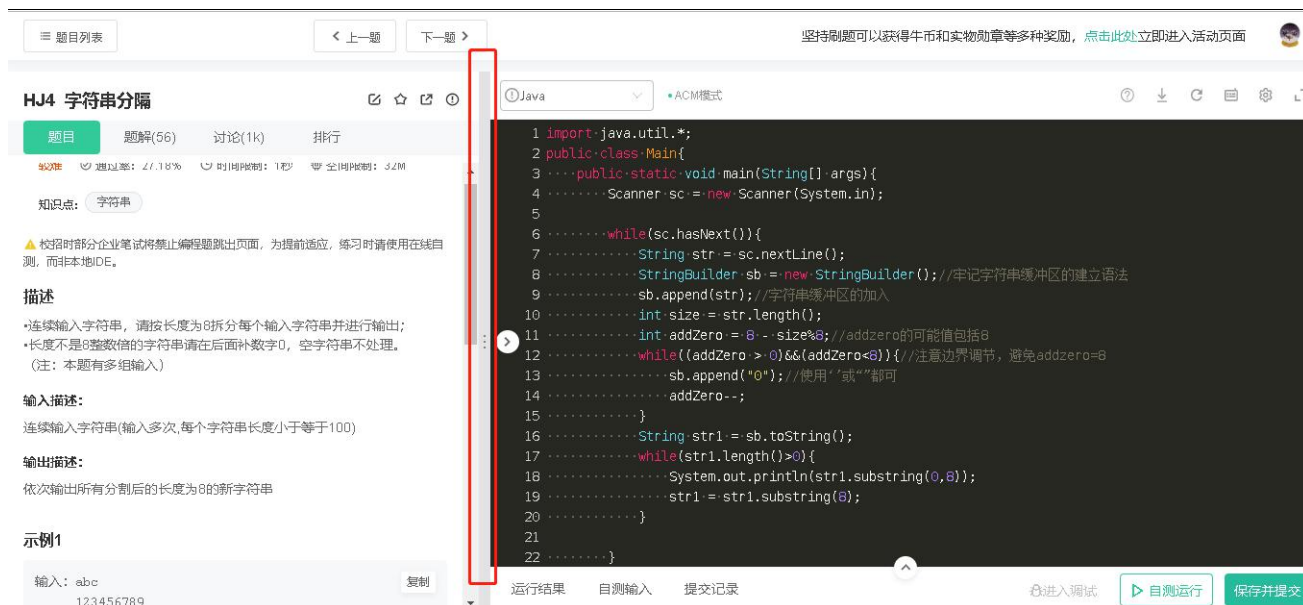 题目列表
上一题
下一题
坚持刷题可以获得牛币和实物勋章等多种奖励，点击此处立即进入活动页面
HJ4 字符串分隔
题目 题解(56) 讨论(1k) 排行
较难 通过率：27.18% 时间限制：1秒 空间限制：32M
知识点： 字符串
校招时部分企业笔试将禁止编程题跳出页面，为提前适应，练习时请使用在线自
测，而非本地IDE。
描述
•连续输入字符串，请按长度为8拆分每个输入字符串并进行输出；
•长度不是8整数倍的字符串请在后面补数字0，空字符串不处理。
（注：本题有多组输入）
输入描述：
连续输入字符串(输入多次,每个字符串长度小于等于100)
输出描述：
依次输出所有分割后的长度为8的新字符串
示例1
输入：abc
123456789
复制
Java
•ACM模式
1 import java.util.*;
2 public class Main{
3 public static void main(String[] args){
4 Scanner sc = new Scanner(System.in);
5
6 while(sc.hasNext()){
7 String str = sc.nextLine();
8 StringBuilder sb = new StringBuilder();//牢记字符串缓冲区的建立语法
9 sb.append(str);//字符串缓冲区的加入
10 int size = str.length();
11 int addZero = 8 - size%8;//addzero的可能值包括8
12 while((addZero > 0)&&(addZero<8)){//注意边界调节，避免addzero=8
13 sb.append("0");//使用‘’或“”都可
14 addZero--;
15 }
16 String str1 = sb.toString();
17 while(str1.length()>0){
18 System.out.println(str1.substring(0,8));
19 str1 = str1.substring(8);
20 }
21
22 }
运行结果 自测输入 提交记录
进入调试 自测运行 保存并提交